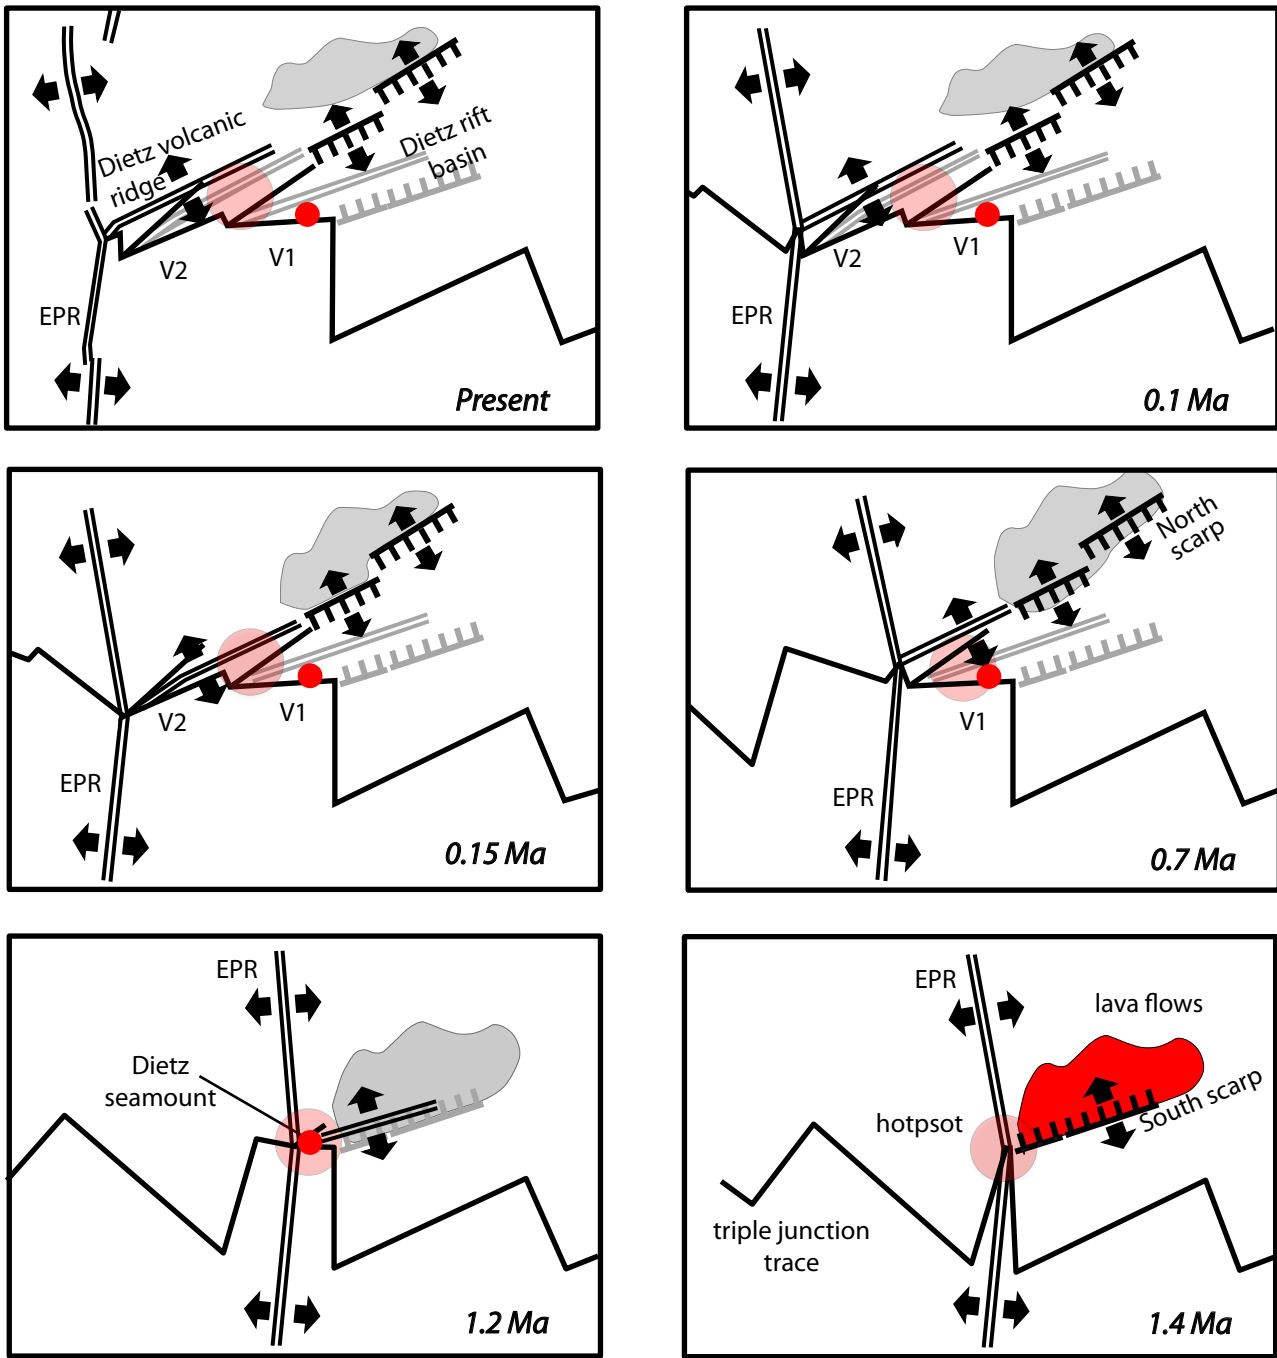 Dietz volcanic
ridge
Dietz rift
basin
V2
V1
EPR
Present
V2
V1
EPR
0.1 Ma
V2
V1
EPR
0.15 Ma
North
scarp
V1
EPR
0.7 Ma
EPR
Dietz
seamount
1.2 Ma
EPR
lava flows
hotpsot
South scarp
triple junction
trace
1.4 Ma